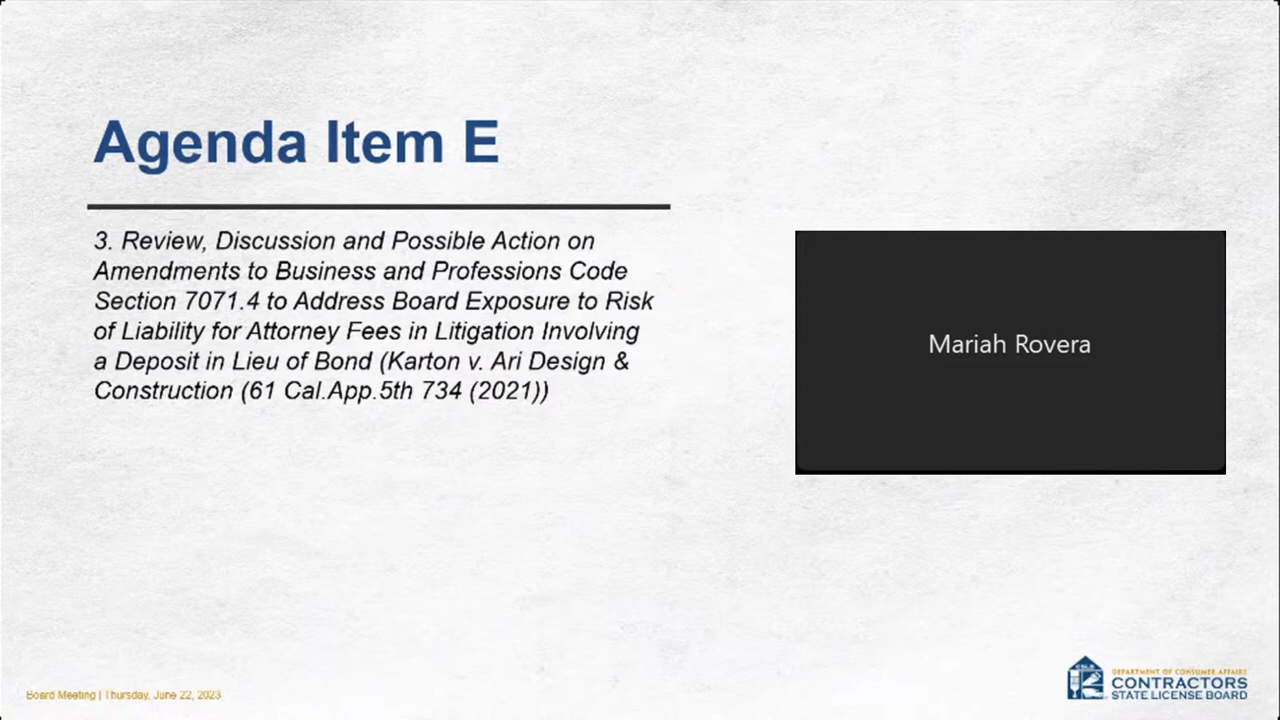 Agenda Item E
3. Review, Discussion and Possible Action on
Amendments to Business and Professions Code
Section 7071.4 to Address Board Exposure to Risk
of Liability for Attorney Fees in Litigation Involving
a Deposit in Lieu of Bond (Karton v. Ari Design &
Construction (61 Cal.App.5th 734 (2021))
Mariah Rovera
Board Meeting | Thursday, June 22, 2023
CSLB
DEPARTMENT OF CONSUMER AFFAIRS
CONTRACTORS
STATE LICENSE BOARD